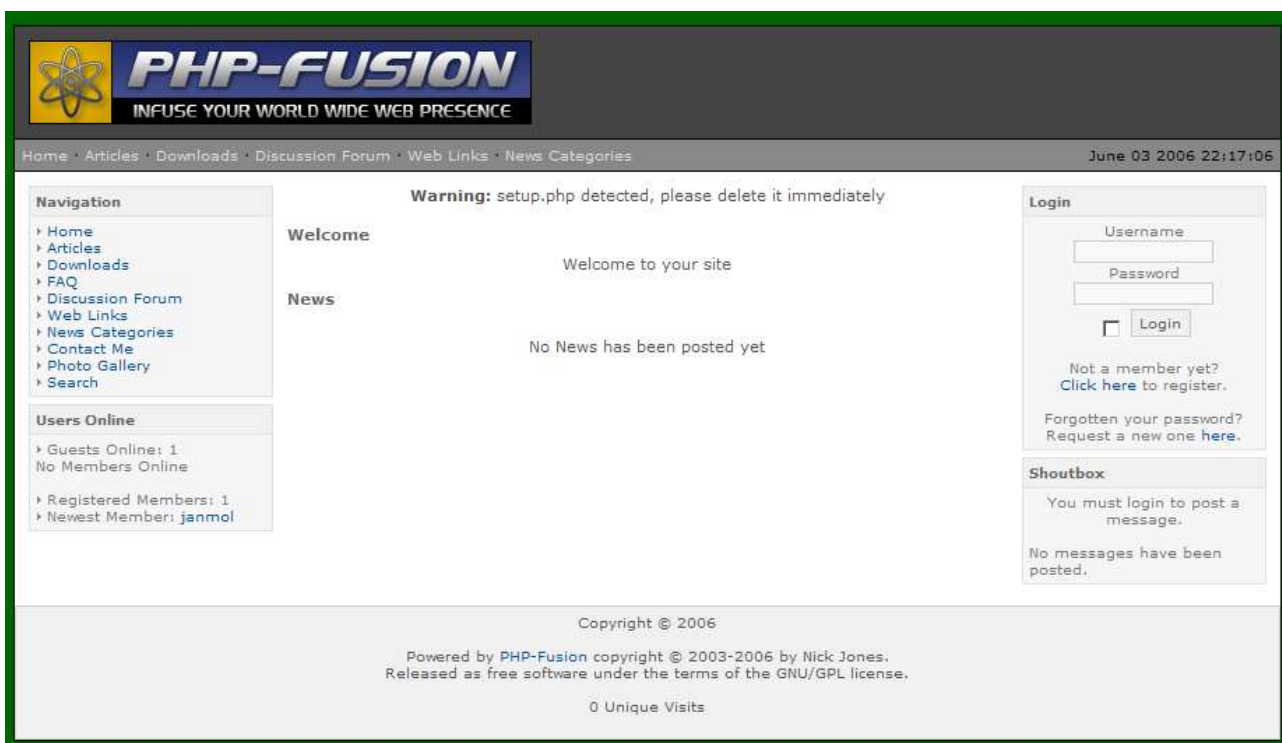 PHP-FUSION
INFUSE YOUR WORLD WIDE WEB PRESENCE
Home · Articles · Downloads · Discussion Forum · Web Links · News Categories
June 03 2006 22:17:06
Navigation
Home
Articles
Downloads
FAQ
Discussion Forum
Web Links
News Categories
Contact Me
Photo Gallery
Search
Users Online
Guests Online: 1
No Members Online
Registered Members: 1
Newest Member: janmol
Warning: setup.php detected, please delete it immediately
Welcome
Welcome to your site
News
No News has been posted yet
Login
Username
Password
Login
Not a member yet?
Click here to register.
Forgotten your password?
Request a new one here.
Shoutbox
You must login to post a
message.
No messages have been
posted.
Copyright © 2006
Powered by PHP-Fusion copyright © 2003-2006 by Nick Jones.
Released as free software under the terms of the GNU/GPL license.
0 Unique Visits